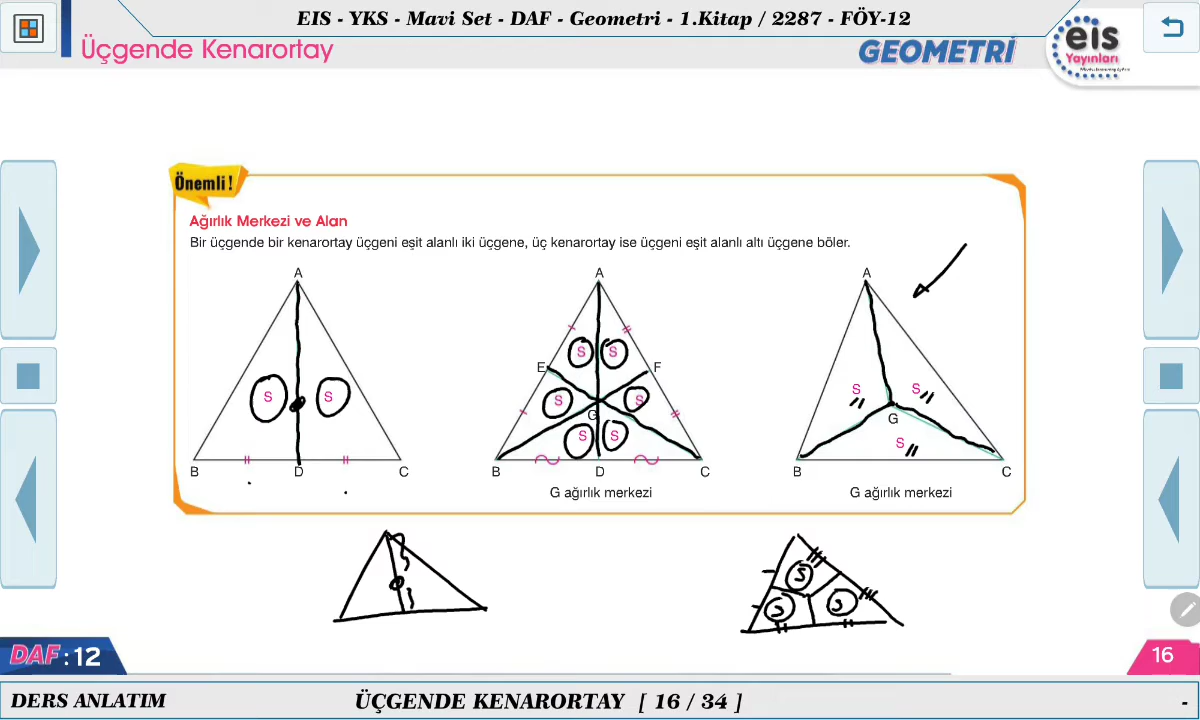 EIS - YKS - Mavi Set - DAF - Geometri - 1.Kitap / 2287 - FÖY-12
Üçgende Kenarortay
GEOMETRİ
eis
Yayınları
Önemli !
Ağırlık Merkezi ve Alan
Bir üçgende bir kenarortay üçgeni eşit alanlı iki üçgene, üç kenarortay ise üçgeni eşit alanlı altı üçgene böler.
A
S S
B D C
A
S S
E F
S S
G
S S
B D C
G ağırlık merkezi
A
S S
G
S
B C
G ağırlık merkezi
S
S S
DAF : 12
16
DERS ANLATIM
ÜÇGENDE KENARORTAY [ 16 / 34 ]
-